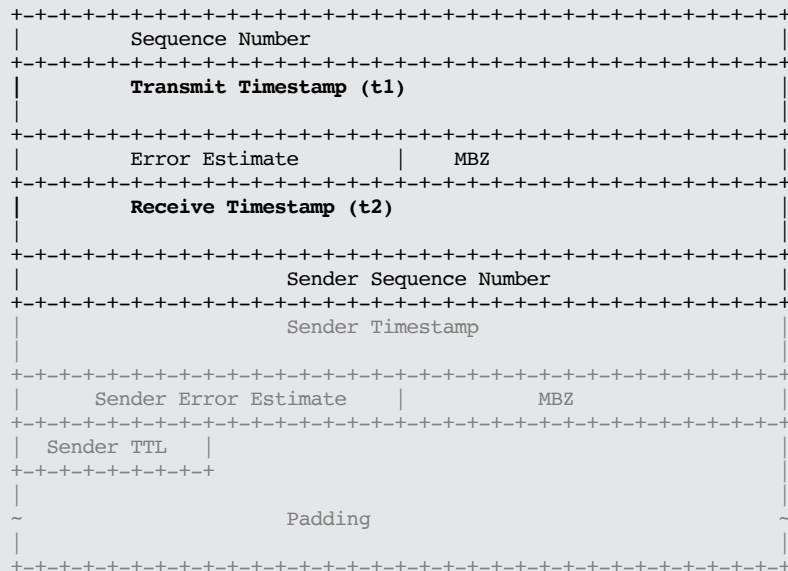 +-+-+-+-+-+-+-+-+-+-+-+-+-+-+-+-+-+-+-+-+-+-+-+-+-+-+-+-+-+-+-+-+
|         Sequence Number                                       |
+-+-+-+-+-+-+-+-+-+-+-+-+-+-+-+-+-+-+-+-+-+-+-+-+-+-+-+-+-+-+-+-+
|         Transmit Timestamp (t1)                               |
|                                                               |
+-+-+-+-+-+-+-+-+-+-+-+-+-+-+-+-+-+-+-+-+-+-+-+-+-+-+-+-+-+-+-+-+
|         Error Estimate        |    MBZ                        |
+-+-+-+-+-+-+-+-+-+-+-+-+-+-+-+-+-+-+-+-+-+-+-+-+-+-+-+-+-+-+-+-+
|         Receive Timestamp (t2)                                |
|                                                               |
+-+-+-+-+-+-+-+-+-+-+-+-+-+-+-+-+-+-+-+-+-+-+-+-+-+-+-+-+-+-+-+-+
|                      Sender Sequence Number                   |
+-+-+-+-+-+-+-+-+-+-+-+-+-+-+-+-+-+-+-+-+-+-+-+-+-+-+-+-+-+-+-+-+
|                      Sender Timestamp                         |
|                                                               |
+-+-+-+-+-+-+-+-+-+-+-+-+-+-+-+-+-+-+-+-+-+-+-+-+-+-+-+-+-+-+-+-+
|      Sender Error Estimate    |           MBZ                 |
+-+-+-+-+-+-+-+-+-+-+-+-+-+-+-+-+-+-+-+-+-+-+-+-+-+-+-+-+-+-+-+-+
|  Sender TTL   |                                               |
+-+-+-+-+-+-+-+-+                                               |
|                                                               |
~                      Padding                                  ~
|                                                               |
+-+-+-+-+-+-+-+-+-+-+-+-+-+-+-+-+-+-+-+-+-+-+-+-+-+-+-+-+-+-+-+-+